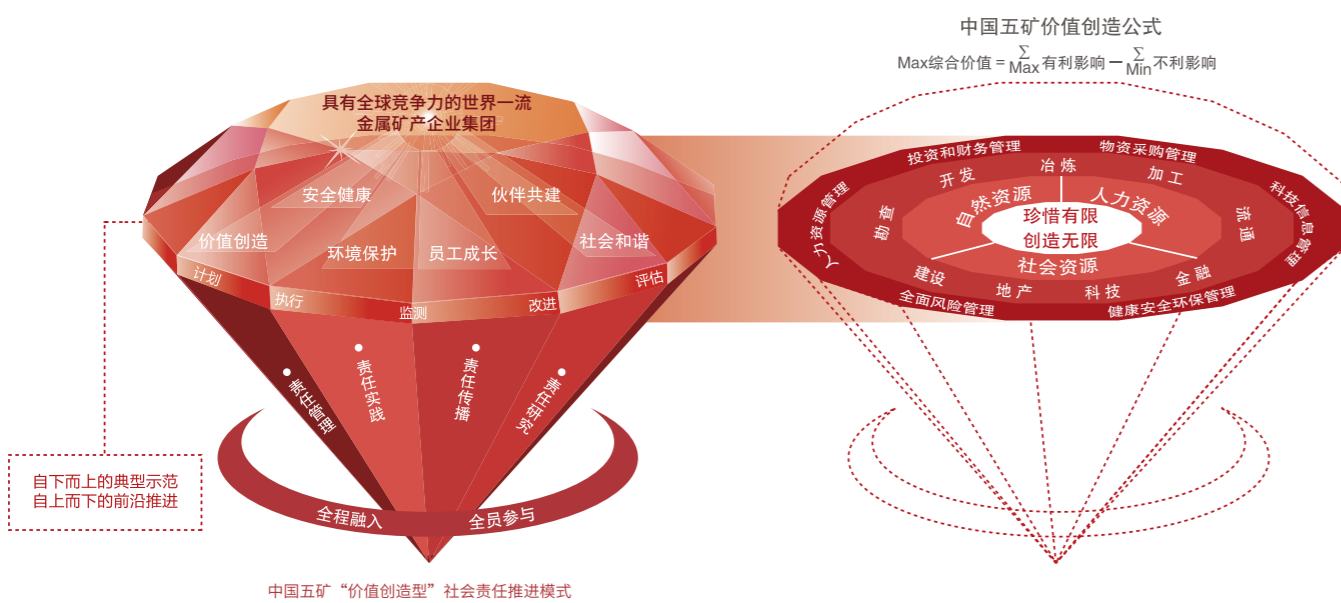 中国五矿价值创造公式
Max综合价值 = ∑ Max 有利影响 — ∑ Min 不利影响
具有全球竞争力的世界一流
金属矿产企业集团
安全健康
伙伴共建
价值创造
环境保护
员工成长
社会和谐
计划
执行
监测
改进
评估
责任管理
责任实践
责任传播
责任研究
全程融入
全员参与
自下而上的典型示范
自上而下的前沿推进
中国五矿“价值创造型”社会责任推进模式
投资和财务管理
物资采购管理
人力资源管理
科技信息管理
全面风险管理
健康安全环保管理
勘查
开发
冶炼
加工
流通
建设
地产
科技
金融
自然资源
人力资源
社会资源
珍惜有限
创造无限